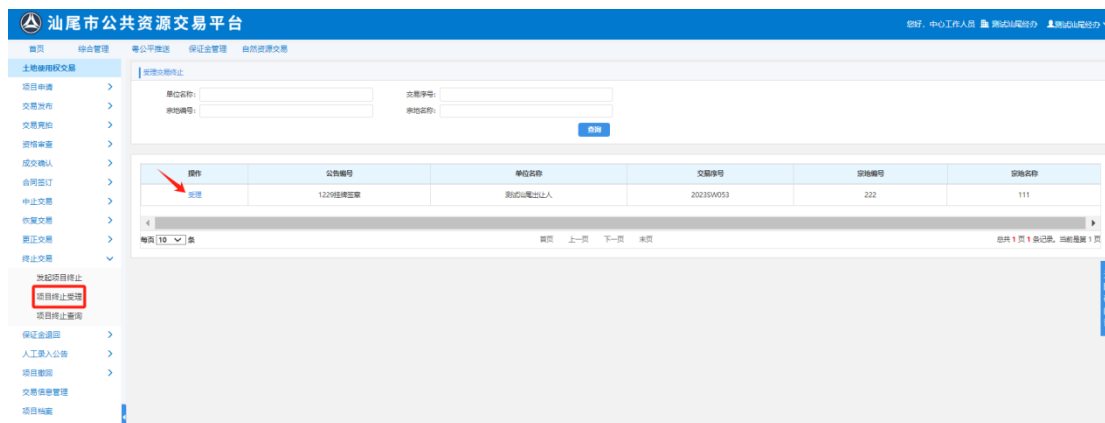 汕尾市公共资源交易平台
您好，中心工作人员 测试汕尾经办 测试汕尾经办
首页 综合管理 粤公平推送 保证金管理 自然资源交易
土地使用权交易
项目申请
交易发布
交易竞拍
资格审查
成交确认
合同签订
中止交易
恢复交易
更正交易
终止交易
发起项目终止
项目终止受理
项目终止查询
保证金退回
人工录入公告
项目撤回
交易信息管理
项目档案
受理交易终止
单位名称: 交易序号:
宗地编号: 宗地名称:
查询
操作 公告编号 单位名称 交易序号 宗地编号 宗地名称
受理 1229挂牌签章 测试汕尾出让人 2023SW053 222 111
每页 10 条 首页 上一页 下一页 末页 总共 1 页 1 条记录, 当前是第 1 页